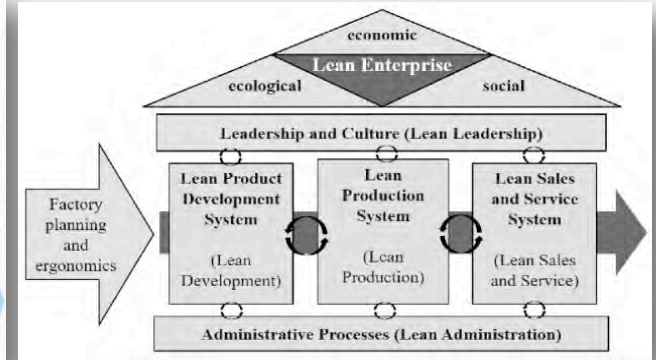 economic
Lean Enterprise
ecological
social
Leadership and Culture (Lean Leadership)
Factory
planning
and
ergonomics
Lean Product
Development
System
(Lean
Development)
Lean
Production
System
(Lean
Production)
Lean Sales
and Service
System
(Lean Sales
and Service)
Administrative Processes (Lean Administration)